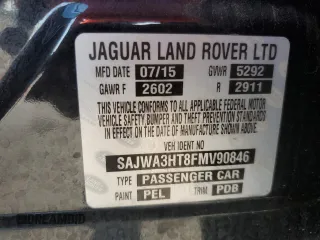 JAGUAR LAND ROVER LTD
MFD DATE 07/15 GVWR 5292
GAWR F 2602 R 2911
THIS VEHICLE CONFORMS TO ALL APPLICABLE FEDERAL MOTOR
VEHICLE SAFETY, BUMPER AND THEFT PREVENTION STANDARDS IN
EFFECT ON THE DATE OF MANUFACTURE SHOWN ABOVE
VEH IDENT NO
SAJWA3HT8FMV90846
TYPE PASSENGER CAR
PAINT PEL TRIM PDB